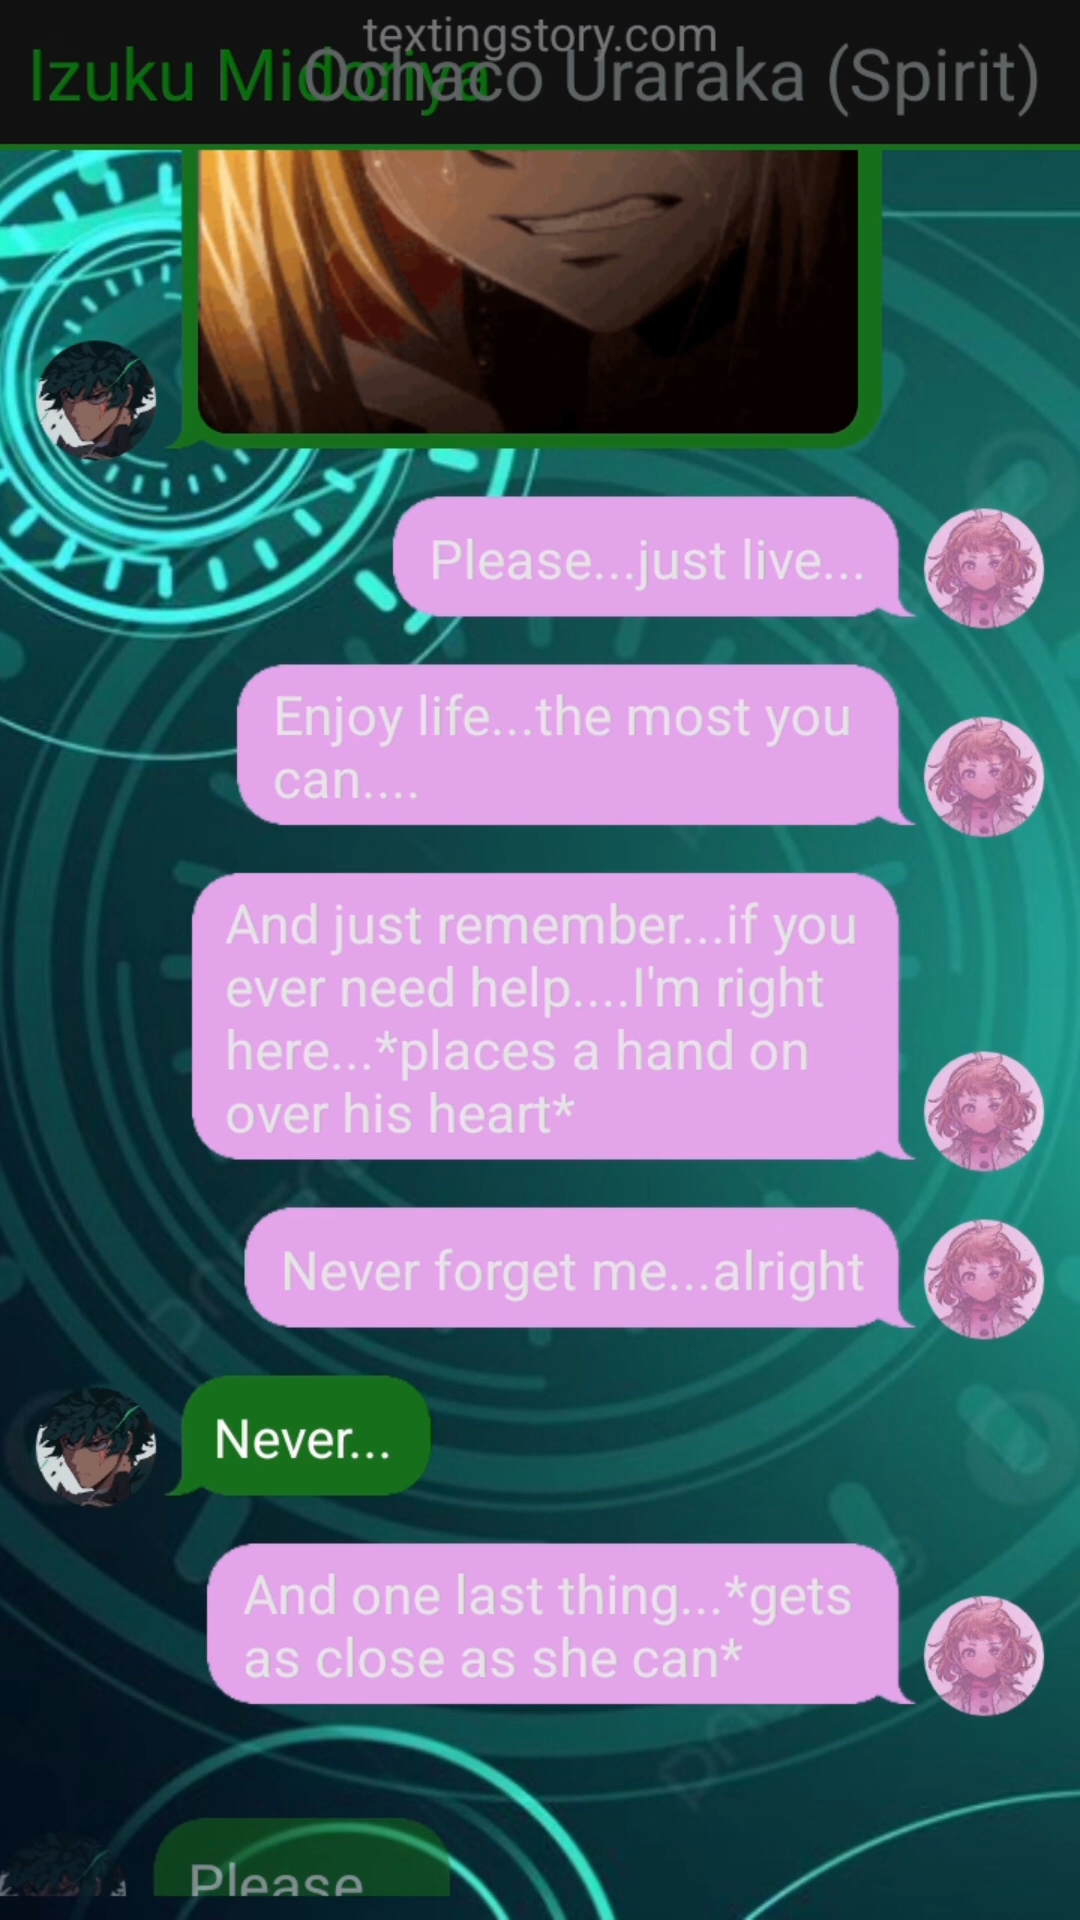 textingstory.com
Izuku Midoriya
Ochaco Uraraka (Spirit)
Please...just live...
Enjoy life...the most you
can....
And just remember...if you
ever need help....I'm right
here...*places a hand on
over his heart*
Never forget me...alright
Never...
And one last thing...*gets
as close as she can*
Please